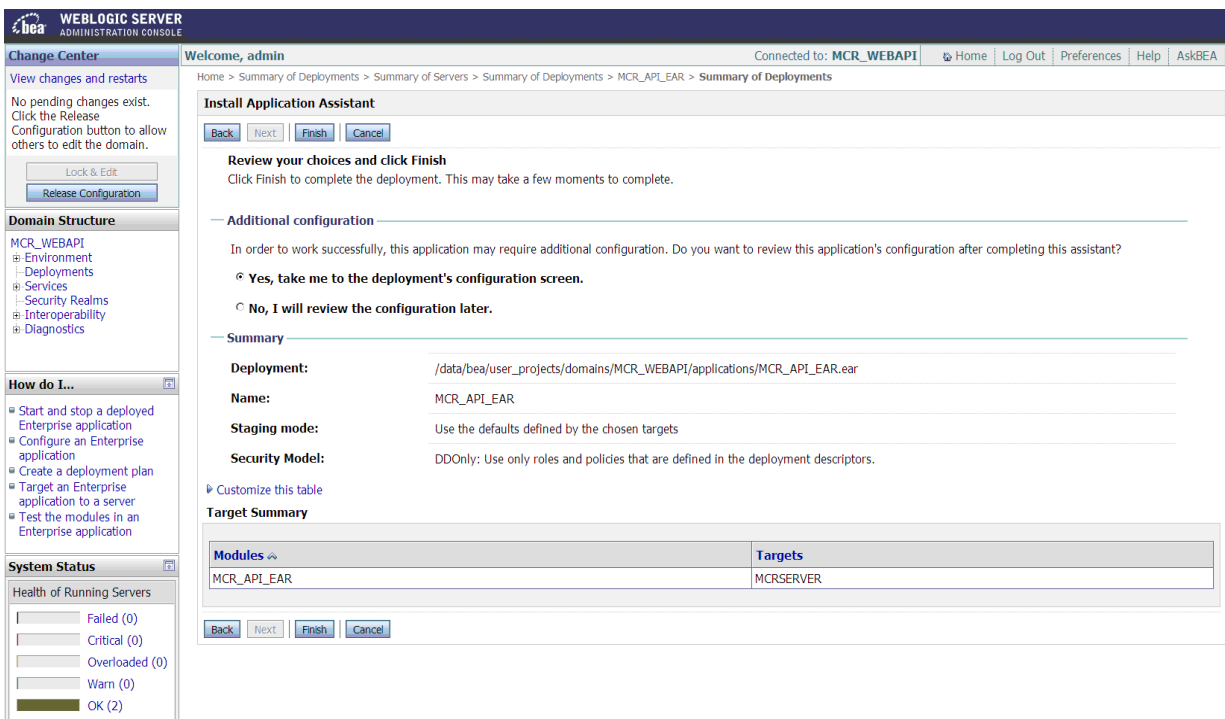 bea
WEBLOGIC SERVER
ADMINISTRATION CONSOLE
Change Center
View changes and restarts
No pending changes exist.
Click the Release
Configuration button to allow
others to edit the domain.
Lock & Edit
Release Configuration
Domain Structure
MCR_WEBAPI
Environment
Deployments
Services
Security Realms
Interoperability
Diagnostics
How do I...
Start and stop a deployed
Enterprise application
Configure an Enterprise
application
Create a deployment plan
Target an Enterprise
application to a server
Test the modules in an
Enterprise application
System Status
Health of Running Servers
Failed (0)
Critical (0)
Overloaded (0)
Warn (0)
OK (2)
Welcome, admin
Connected to: MCR_WEBAPI
Home Log Out Preferences Help AskBEA
Home > Summary of Deployments > Summary of Servers > Summary of Deployments > MCR_API_EAR > Summary of Deployments
Install Application Assistant
Back Next Finish Cancel
Review your choices and click Finish
Click Finish to complete the deployment. This may take a few moments to complete.
Additional configuration
In order to work successfully, this application may require additional configuration. Do you want to review this application's configuration after completing this assistant?
Yes, take me to the deployment's configuration screen.
No, I will review the configuration later.
Summary
Deployment: /data/bea/user_projects/domains/MCR_WEBAPI/applications/MCR_API_EAR.ear
Name: MCR_API_EAR
Staging mode: Use the defaults defined by the chosen targets
Security Model: DDOnly: Use only roles and policies that are defined in the deployment descriptors.
Customize this table
Target Summary
Modules Targets
MCR_API_EAR MCRSERVER
Back Next Finish Cancel